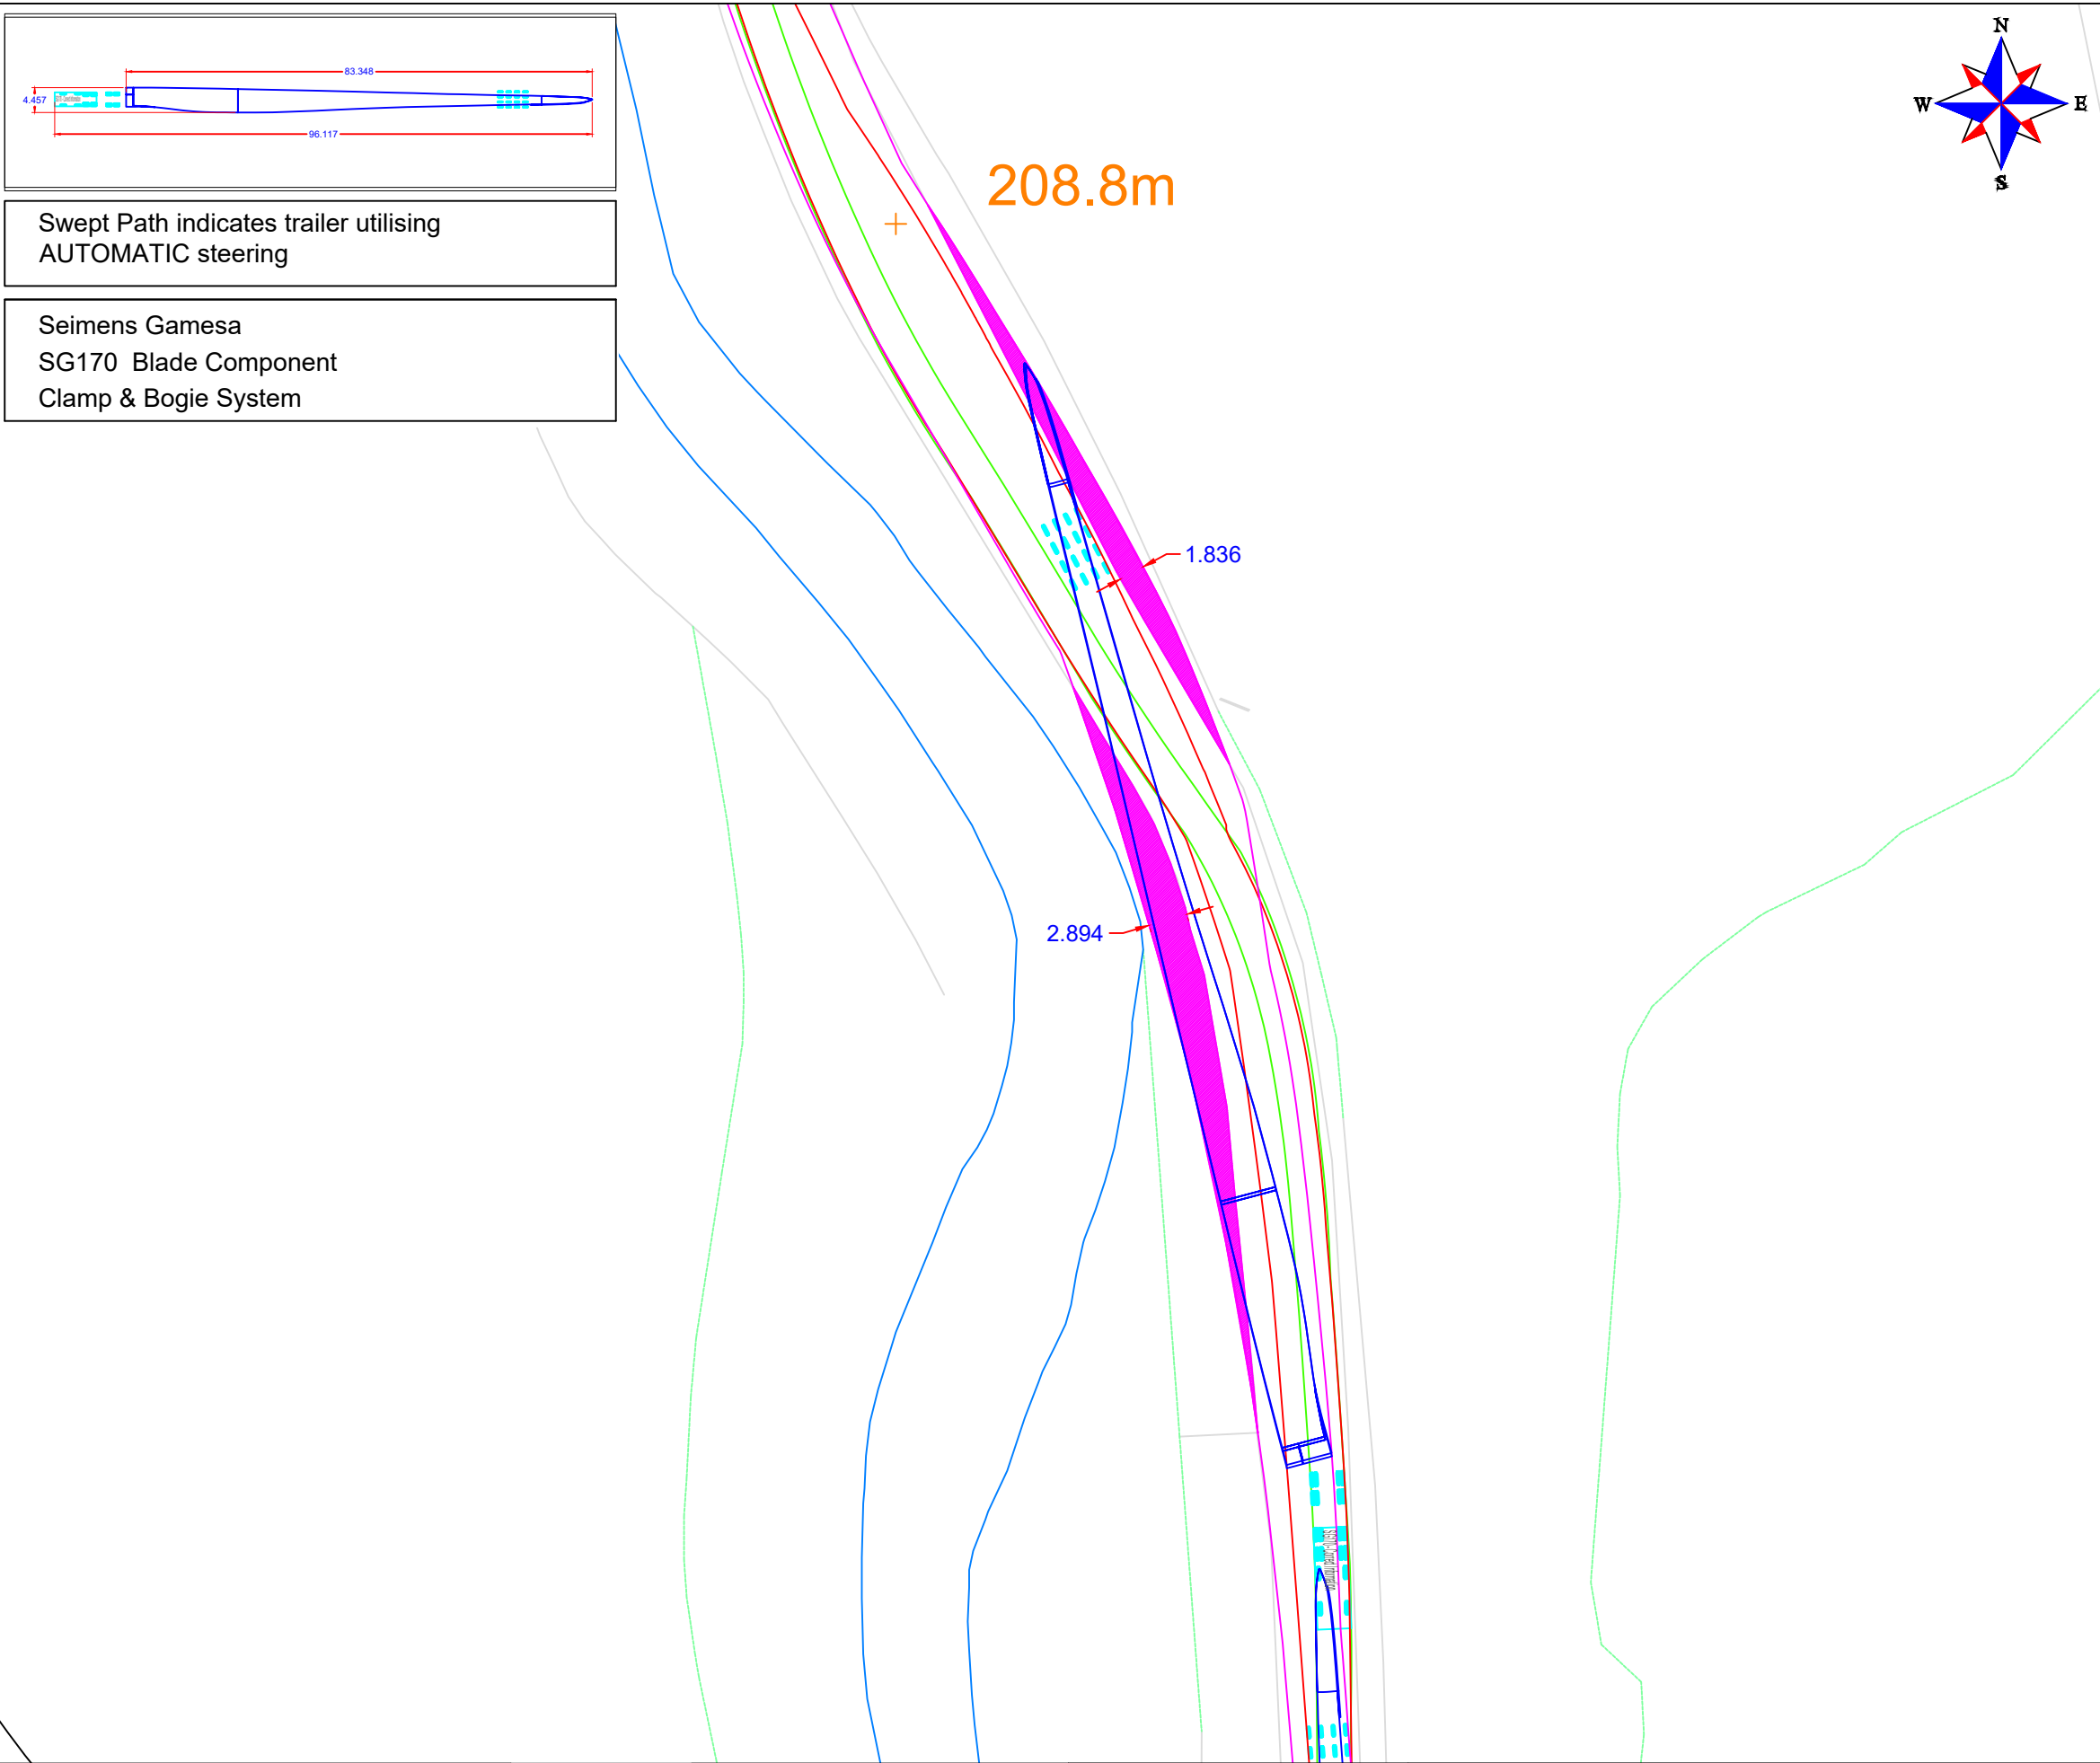 83.348
4.457
96.117
Swept Path indicates trailer utilising
AUTOMATIC steering
Seimens Gamesa
SG170 Blade Component
Clamp & Bogie System
208.8m
N
W
E
S
1.836
2.894